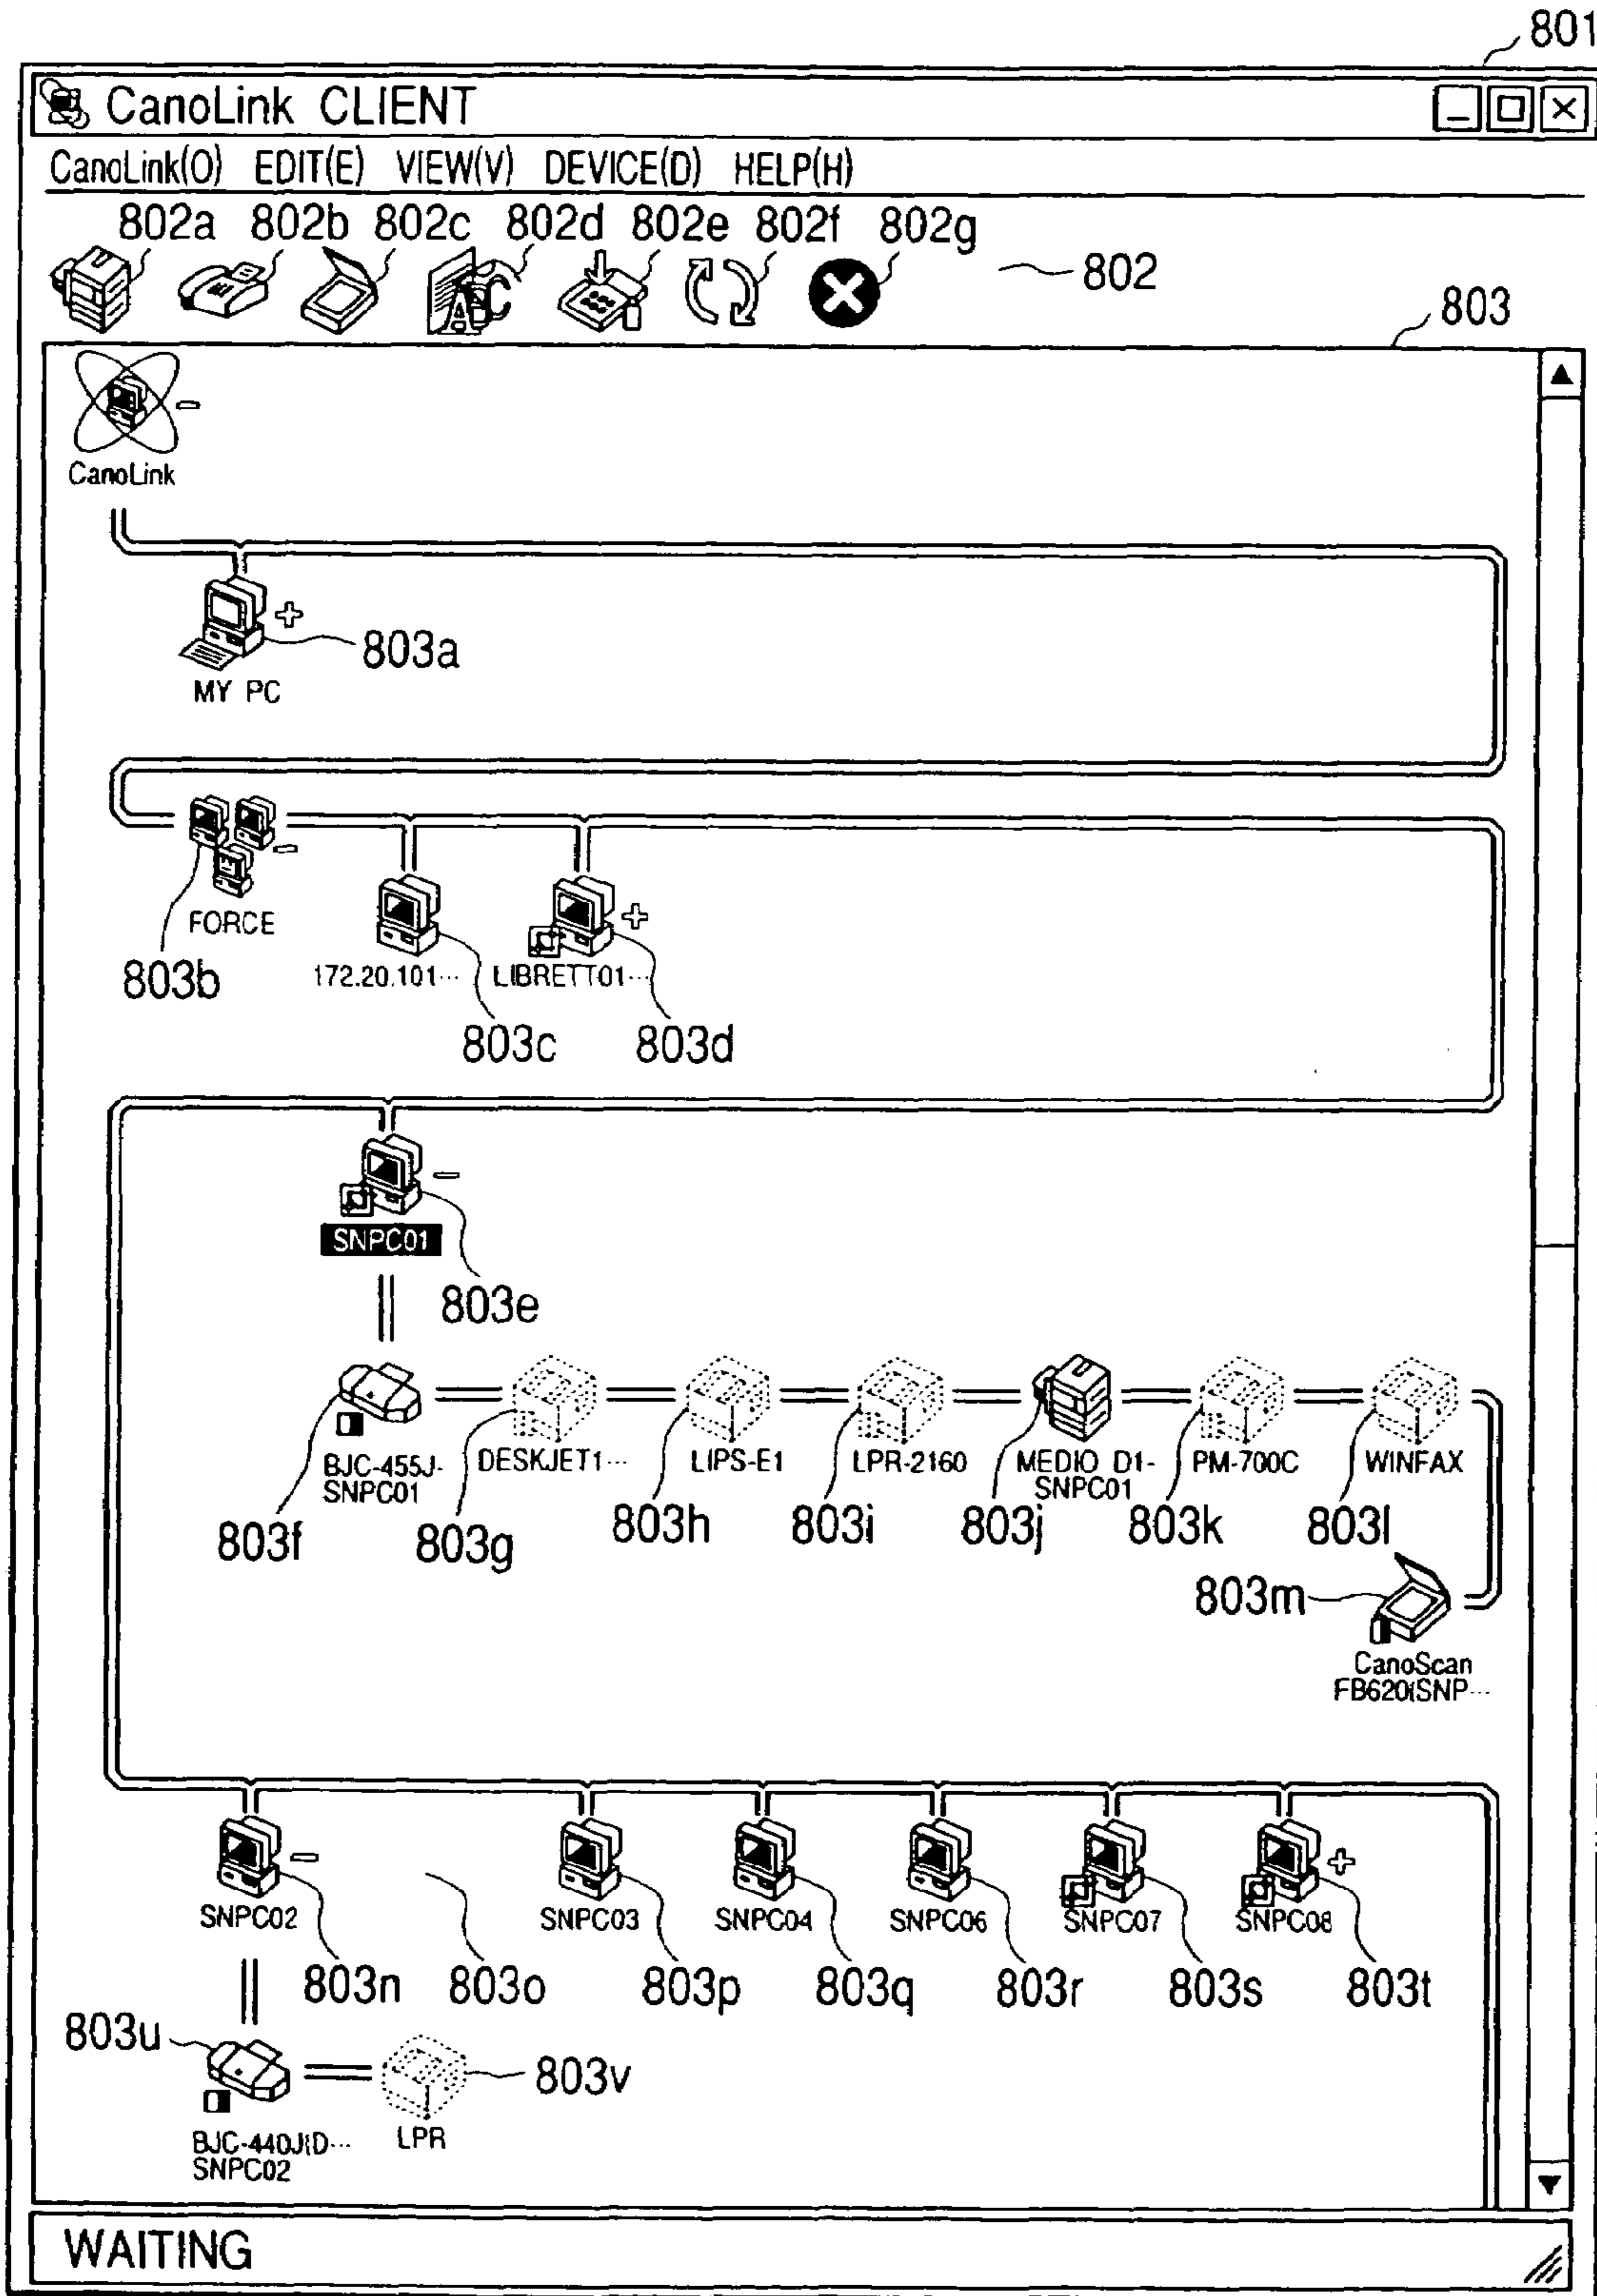 801
CanoLink CLIENT
CanoLink(O) EDIT(E) VIEW(V) DEVICE(D) HELP(H)
802a 802b 802c 802d 802e 802f 802g
802
803
CanoLink
803a
MY PC
FORCE
803b
172.20.101… LIBRETT01…
803c 803d
SNPC01
803e
BJC-455J- DESKJET1… LIPS-E1 LPR-2160 MEDIO D1- PM-700C WINFAX
SNPC01 SNPC01
803f 803g 803h 803i 803j 803k 803l
803m
CanoScan
FB620(SNP…
SNPC02 SNPC03 SNPC04 SNPC06 SNPC07 SNPC08
803n 803o 803p 803q 803r 803s 803t
803u 803v
BJC-440J(D… LPR
SNPC02
WAITING